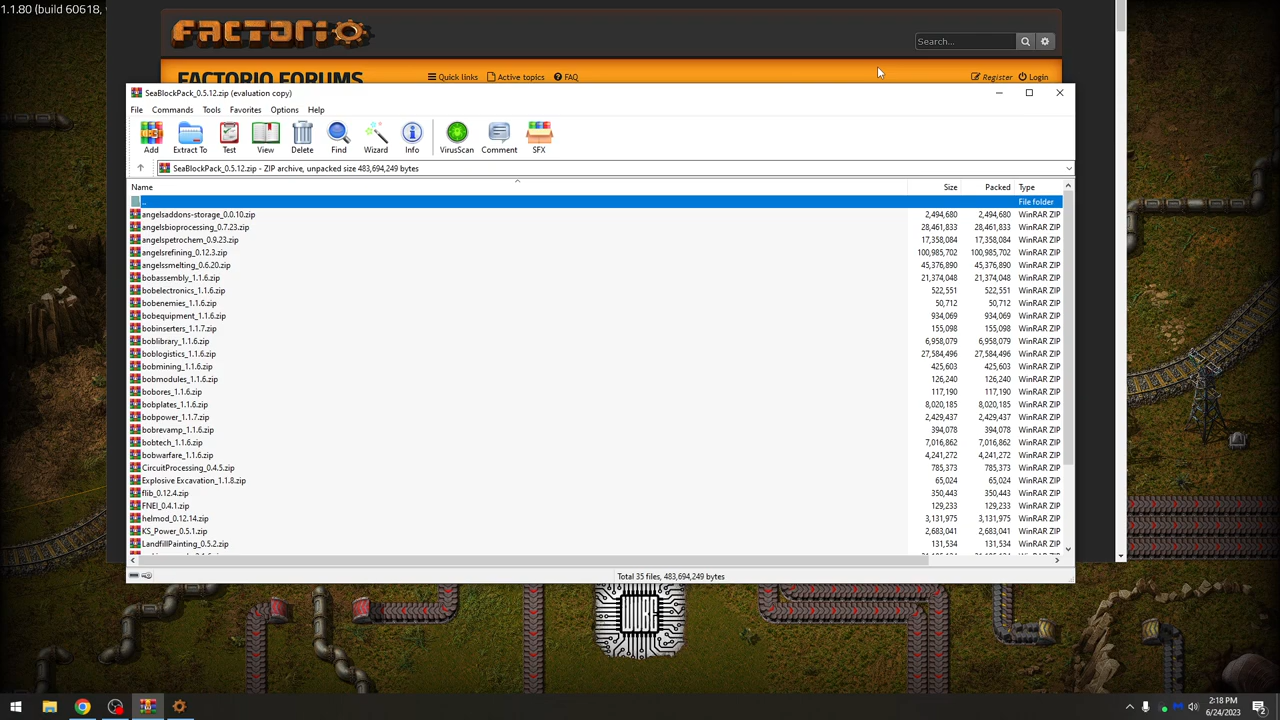 1.1.80 (build 60618,
FACTORIO
Search...
FACTORIO FORUMS
Quick links Active topics FAQ Register Login
SeaBlockPack_0.5.12.zip (evaluation copy)
File Commands Tools Favorites Options Help
Add Extract To Test View Delete Find Wizard Info VirusScan Comment SFX
SeaBlockPack_0.5.12.zip - ZIP archive, unpacked size 483,694,249 bytes
Name Size Packed Type
.. File folder
angelsaddons-storage_0.0.10.zip 2,494,680 2,494,680 WinRAR ZIP
angelsbioprocessing_0.7.23.zip 28,461,833 28,461,833 WinRAR ZIP
angelspetrochem_0.9.23.zip 17,358,084 17,358,084 WinRAR ZIP
angelsrefining_0.12.3.zip 100,985,702 100,985,702 WinRAR ZIP
angelssmelting_0.6.20.zip 45,376,890 45,376,890 WinRAR ZIP
bobassembly_1.1.6.zip 21,374,048 21,374,048 WinRAR ZIP
bobelectronics_1.1.6.zip 522,551 522,551 WinRAR ZIP
bobenemies_1.1.6.zip 50,712 50,712 WinRAR ZIP
bobequipment_1.1.6.zip 934,069 934,069 WinRAR ZIP
bobinserters_1.1.7.zip 155,098 155,098 WinRAR ZIP
boblibrary_1.1.6.zip 6,958,079 6,958,079 WinRAR ZIP
boblogistics_1.1.6.zip 27,584,496 27,584,496 WinRAR ZIP
bobmining_1.1.6.zip 425,603 425,603 WinRAR ZIP
bobmodules_1.1.6.zip 126,240 126,240 WinRAR ZIP
bobores_1.1.6.zip 117,190 117,190 WinRAR ZIP
bobplates_1.1.6.zip 8,020,185 8,020,185 WinRAR ZIP
bobpower_1.1.7.zip 2,429,437 2,429,437 WinRAR ZIP
bobrevamp_1.1.6.zip 394,078 394,078 WinRAR ZIP
bobtech_1.1.6.zip 7,016,862 7,016,862 WinRAR ZIP
bobwarfare_1.1.6.zip 4,241,272 4,241,272 WinRAR ZIP
CircuitProcessing_0.4.5.zip 785,373 785,373 WinRAR ZIP
Explosive Excavation_1.1.8.zip 65,024 65,024 WinRAR ZIP
flib_0.12.4.zip 350,443 350,443 WinRAR ZIP
FNEI_0.4.1.zip 129,233 129,233 WinRAR ZIP
helmod_0.12.14.zip 3,131,975 3,131,975 WinRAR ZIP
KS_Power_0.5.1.zip 2,683,041 2,683,041 WinRAR ZIP
LandfillPainting_0.5.2.zip 131,534 131,534 WinRAR ZIP
Total 35 files, 483,694,249 bytes
2:18 PM
6/24/2023